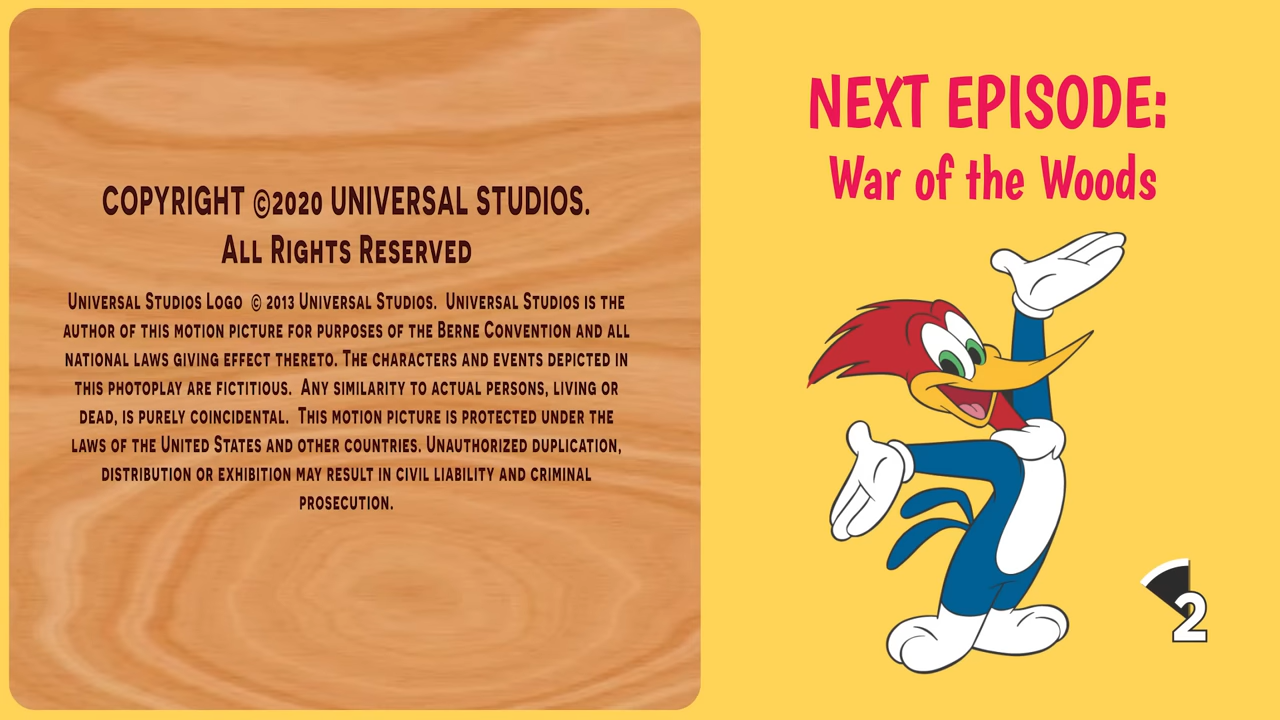 COPYRIGHT ©2020 UNIVERSAL STUDIOS.
ALL RIGHTS RESERVED
UNIVERSAL STUDIOS LOGO © 2013 UNIVERSAL STUDIOS. UNIVERSAL STUDIOS IS THE
AUTHOR OF THIS MOTION PICTURE FOR PURPOSES OF THE BERNE CONVENTION AND ALL
NATIONAL LAWS GIVING EFFECT THERETO. THE CHARACTERS AND EVENTS DEPICTED IN
THIS PHOTOPLAY ARE FICTITIOUS. ANY SIMILARITY TO ACTUAL PERSONS, LIVING OR
DEAD, IS PURELY COINCIDENTAL. THIS MOTION PICTURE IS PROTECTED UNDER THE
LAWS OF THE UNITED STATES AND OTHER COUNTRIES. UNAUTHORIZED DUPLICATION,
DISTRIBUTION OR EXHIBITION MAY RESULT IN CIVIL LIABILITY AND CRIMINAL
PROSECUTION.
NEXT EPISODE:
War of the Woods
2